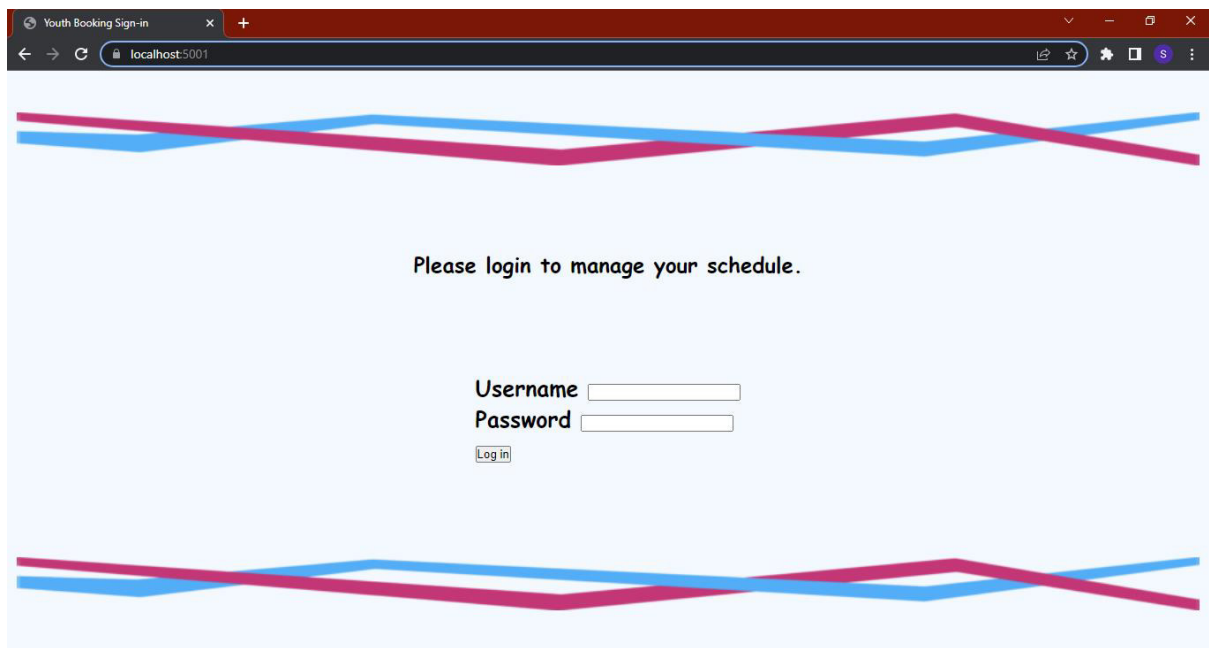 Youth Booking Sign-in
localhost:5001
S
Please login to manage your schedule.
Username
Password
Log in